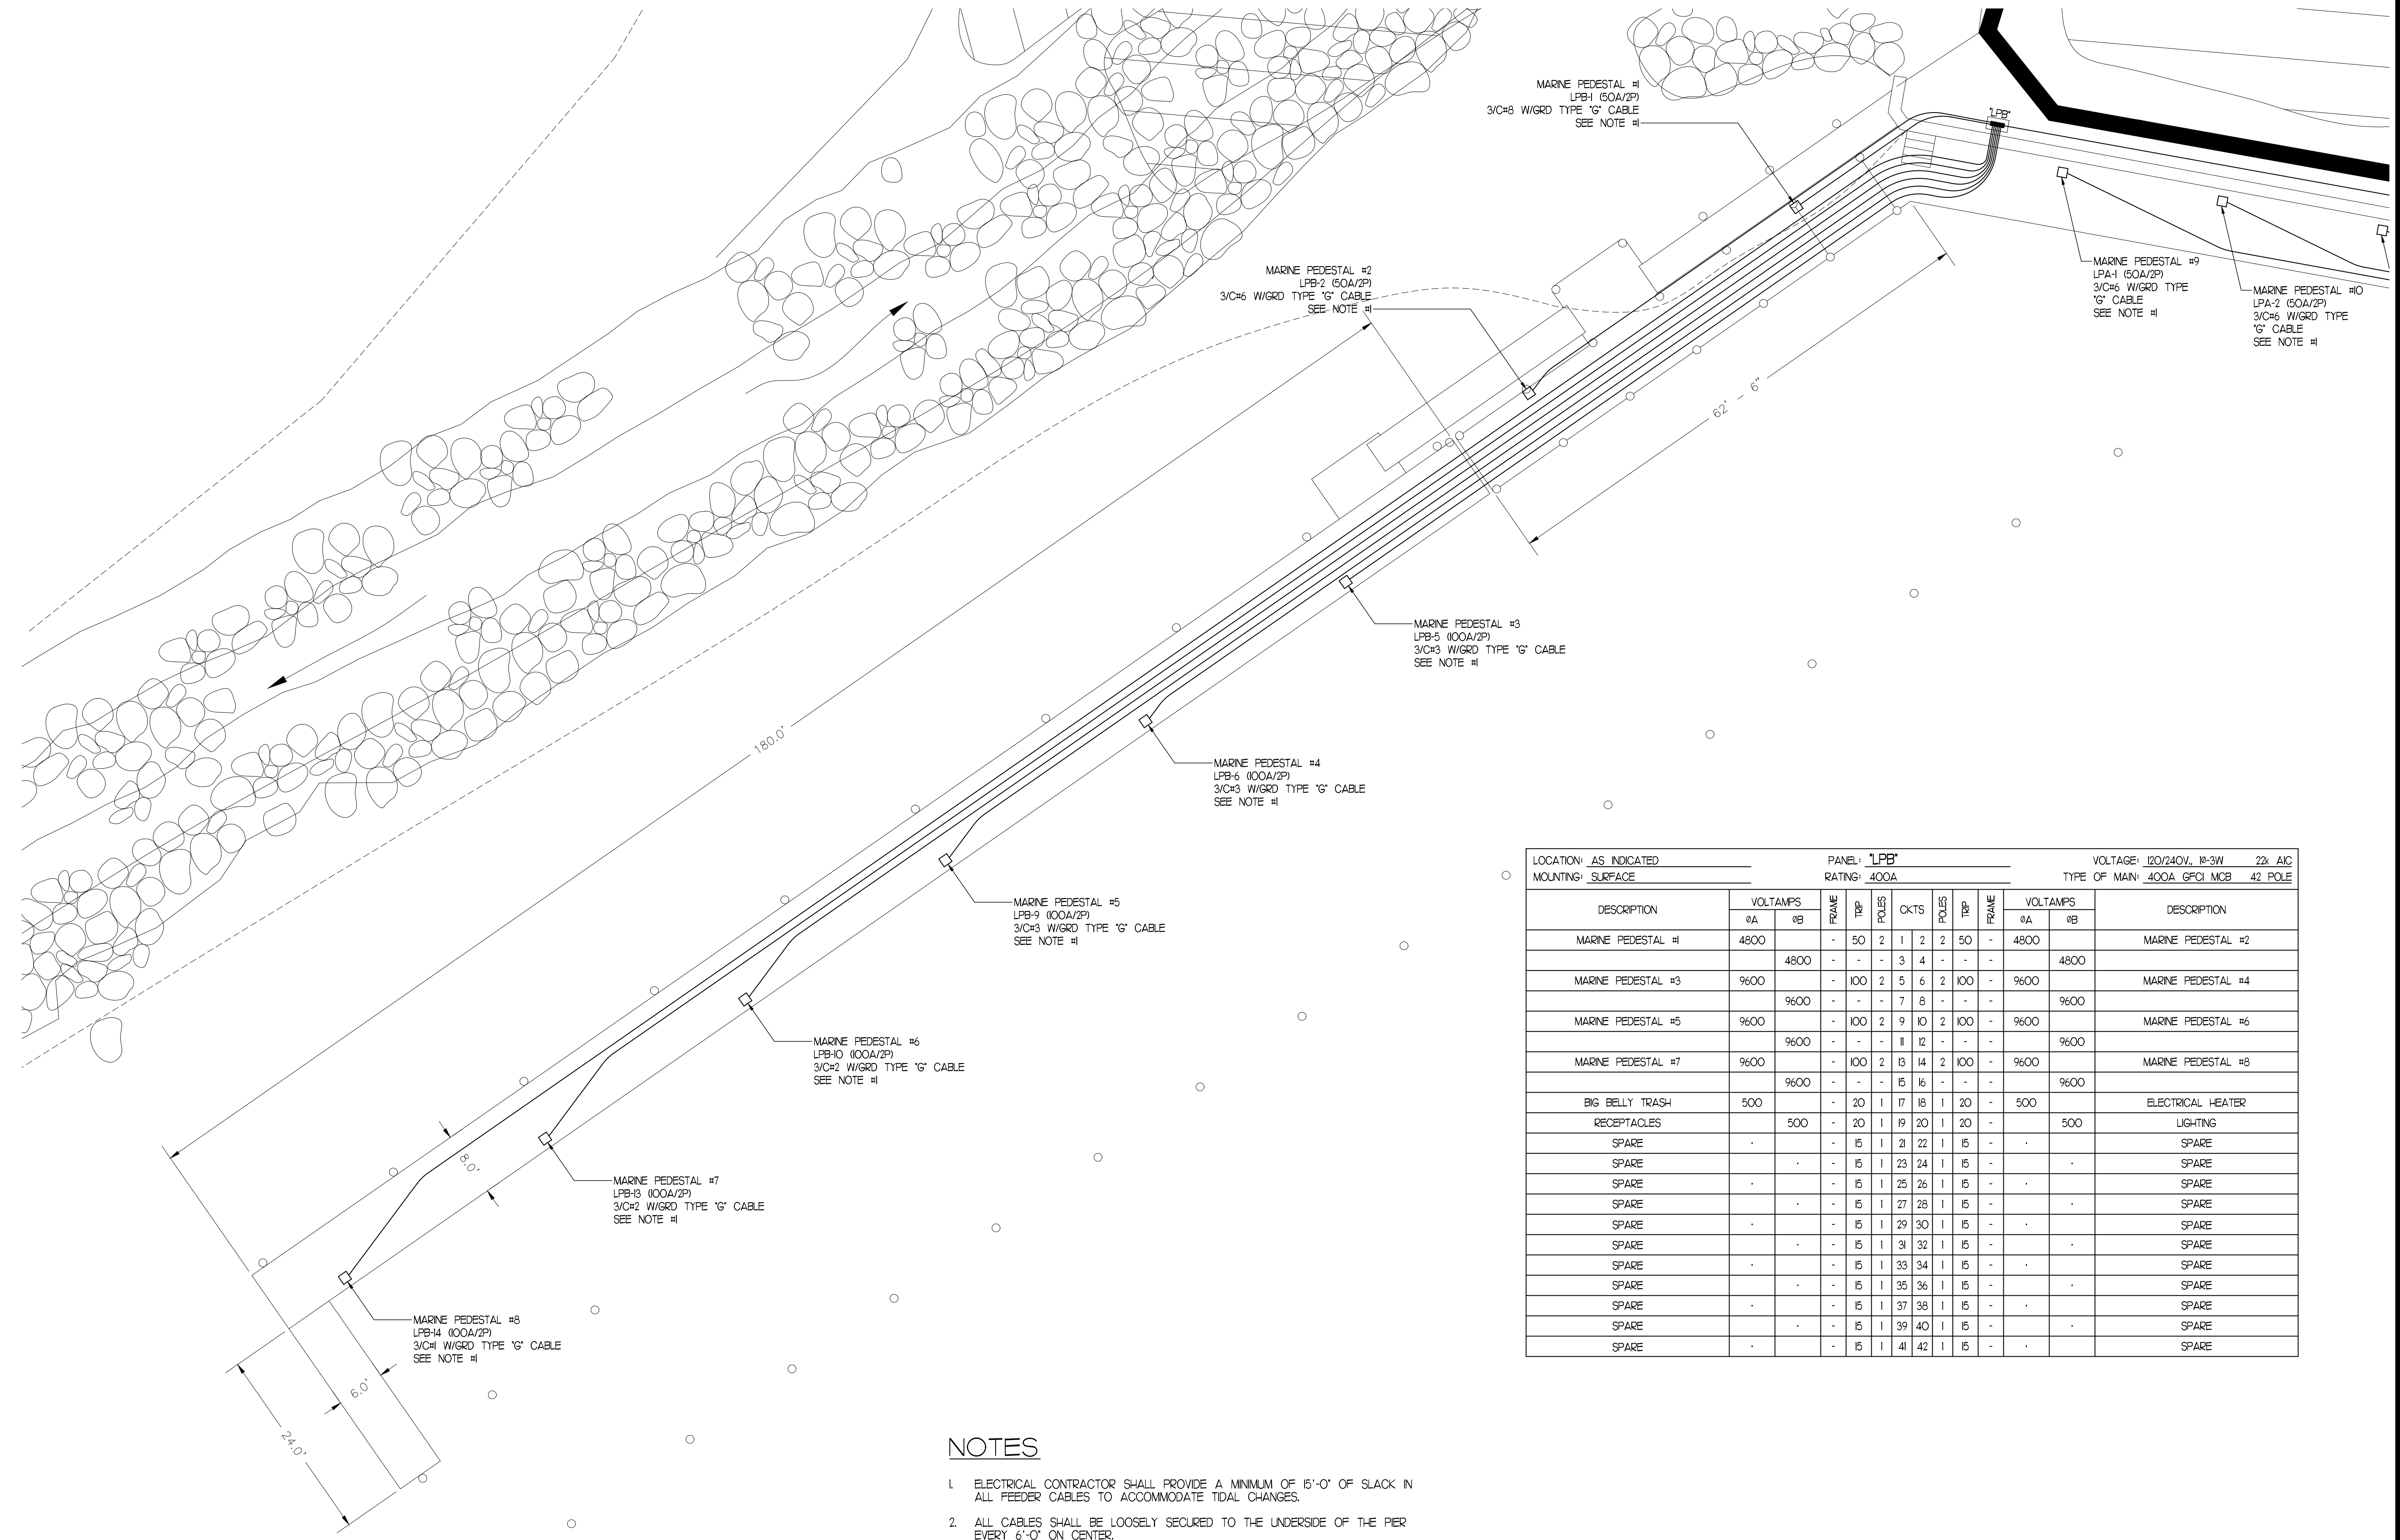 MARINE PEDESTAL #1
LPB-1 (50A/2P)
3/C#8 W/GRD TYPE "G" CABLE
SEE NOTE #1
"LPB"
MARINE PEDESTAL #2
LPB-2 (50A/2P)
3/C#6 W/GRD TYPE "G" CABLE
SEE NOTE #1
MARINE PEDESTAL #9
LPA-1 (50A/2P)
3/C#6 W/GRD TYPE
"G" CABLE
SEE NOTE #1
MARINE PEDESTAL #10
LPA-2 (50A/2P)
3/C#6 W/GRD TYPE
"G" CABLE
SEE NOTE #1
62' - 6"
180.0'
MARINE PEDESTAL #3
LPB-5 (100A/2P)
3/C#3 W/GRD TYPE "G" CABLE
SEE NOTE #1
MARINE PEDESTAL #4
LPB-6 (100A/2P)
3/C#3 W/GRD TYPE "G" CABLE
SEE NOTE #1
MARINE PEDESTAL #5
LPB-9 (100A/2P)
3/C#3 W/GRD TYPE "G" CABLE
SEE NOTE #1
MARINE PEDESTAL #6
LPB-10 (100A/2P)
3/C#2 W/GRD TYPE "G" CABLE
SEE NOTE #1
MARINE PEDESTAL #7
LPB-13 (100A/2P)
3/C#2 W/GRD TYPE "G" CABLE
SEE NOTE #1
MARINE PEDESTAL #8
LPB-14 (100A/2P)
3/C#1 W/GRD TYPE "G" CABLE
SEE NOTE #1
8.0'
6.0'
24.0'
LOCATION: AS INDICATED PANEL: "LPB" VOLTAGE: 120/240V., 1Ø-3W 22k AIC
MOUNTING: SURFACE RATING: 400A TYPE OF MAIN: 400A GFCI MCB 42 POLE
DESCRIPTION VOLTAMPS ØA ØB FRAME TRIP POLES CKTS POLES TRIP FRAME VOLTAMPS ØA ØB DESCRIPTION
MARINE PEDESTAL #1 4800 - 50 2 1 2 2 50 - 4800 MARINE PEDESTAL #2
4800 - - - 3 4 - - - 4800
MARINE PEDESTAL #3 9600 - 100 2 5 6 2 100 - 9600 MARINE PEDESTAL #4
9600 - - - 7 8 - - - 9600
MARINE PEDESTAL #5 9600 - 100 2 9 10 2 100 - 9600 MARINE PEDESTAL #6
9600 - - - 11 12 - - - 9600
MARINE PEDESTAL #7 9600 - 100 2 13 14 2 100 - 9600 MARINE PEDESTAL #8
9600 - - - 15 16 - - - 9600
BIG BELLY TRASH 500 - 20 1 17 18 1 20 - 500 ELECTRICAL HEATER
RECEPTACLES 500 - 20 1 19 20 1 20 - 500 LIGHTING
SPARE · - 15 1 21 22 1 15 - · SPARE
SPARE · - 15 1 23 24 1 15 - · SPARE
SPARE · - 15 1 25 26 1 15 - · SPARE
SPARE · - 15 1 27 28 1 15 - · SPARE
SPARE · - 15 1 29 30 1 15 - · SPARE
SPARE · - 15 1 31 32 1 15 - · SPARE
SPARE · - 15 1 33 34 1 15 - · SPARE
SPARE · - 15 1 35 36 1 15 - · SPARE
SPARE · - 15 1 37 38 1 15 - · SPARE
SPARE · - 15 1 39 40 1 15 - · SPARE
SPARE · - 15 1 41 42 1 15 - · SPARE
NOTES
1. ELECTRICAL CONTRACTOR SHALL PROVIDE A MINIMUM OF 15'-0" OF SLACK IN
ALL FEEDER CABLES TO ACCOMMODATE TIDAL CHANGES.
2. ALL CABLES SHALL BE LOOSELY SECURED TO THE UNDERSIDE OF THE PIER
EVERY 6'-0" ON CENTER.